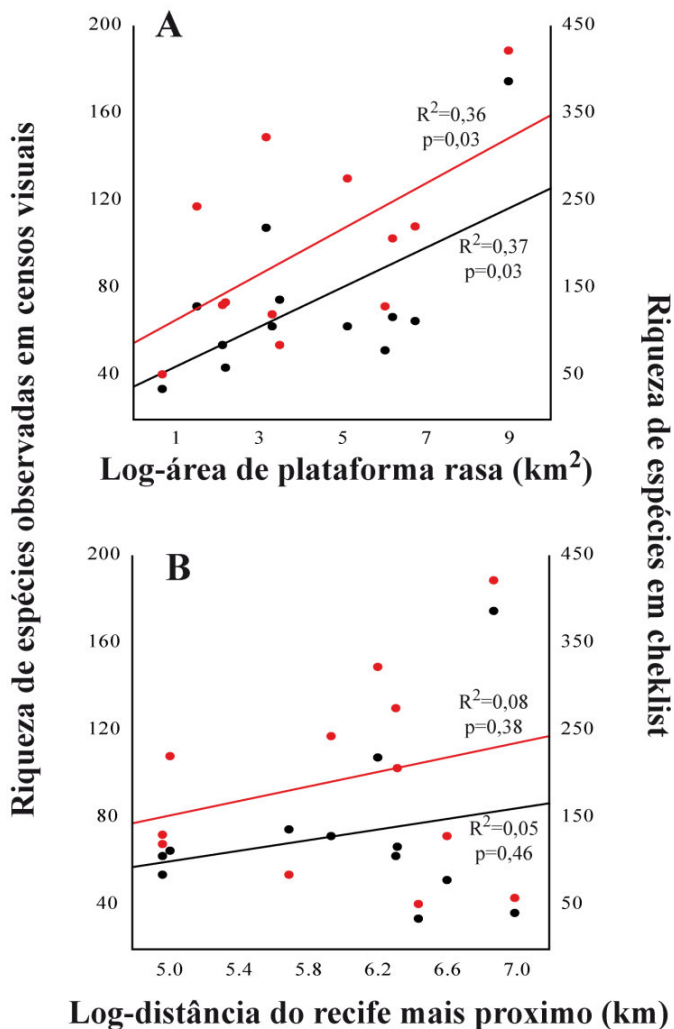 Riqueza de espécies observadas em censos visuais
A
200
160
120
80
40
450
350
250
150
50
R²=0,36
p=0,03
R²=0,37
p=0,03
1 3 5 7 9
Log-área de plataforma rasa (km²)
Riqueza de espécies em cheklist
B
200
160
120
80
40
450
350
250
150
50
R²=0,08
p=0,38
R²=0,05
p=0,46
5.0 5.4 5.8 6.2 6.6 7.0
Log-distância do recife mais proximo (km)